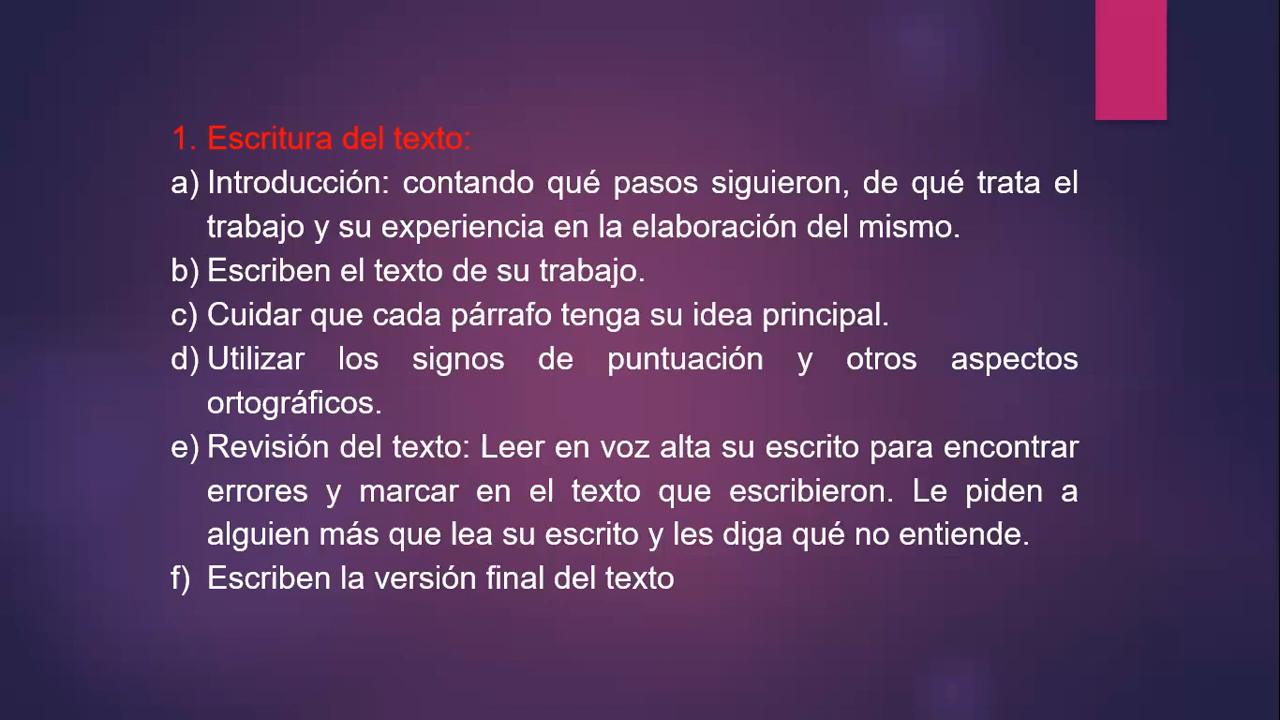 1. Escritura del texto:
a) Introducción: contando qué pasos siguieron, de qué trata el
trabajo y su experiencia en la elaboración del mismo.
b) Escriben el texto de su trabajo.
c) Cuidar que cada párrafo tenga su idea principal.
d) Utilizar los signos de puntuación y otros aspectos
ortográficos.
e) Revisión del texto: Leer en voz alta su escrito para encontrar
errores y marcar en el texto que escribieron. Le piden a
alguien más que lea su escrito y les diga qué no entiende.
f) Escriben la versión final del texto